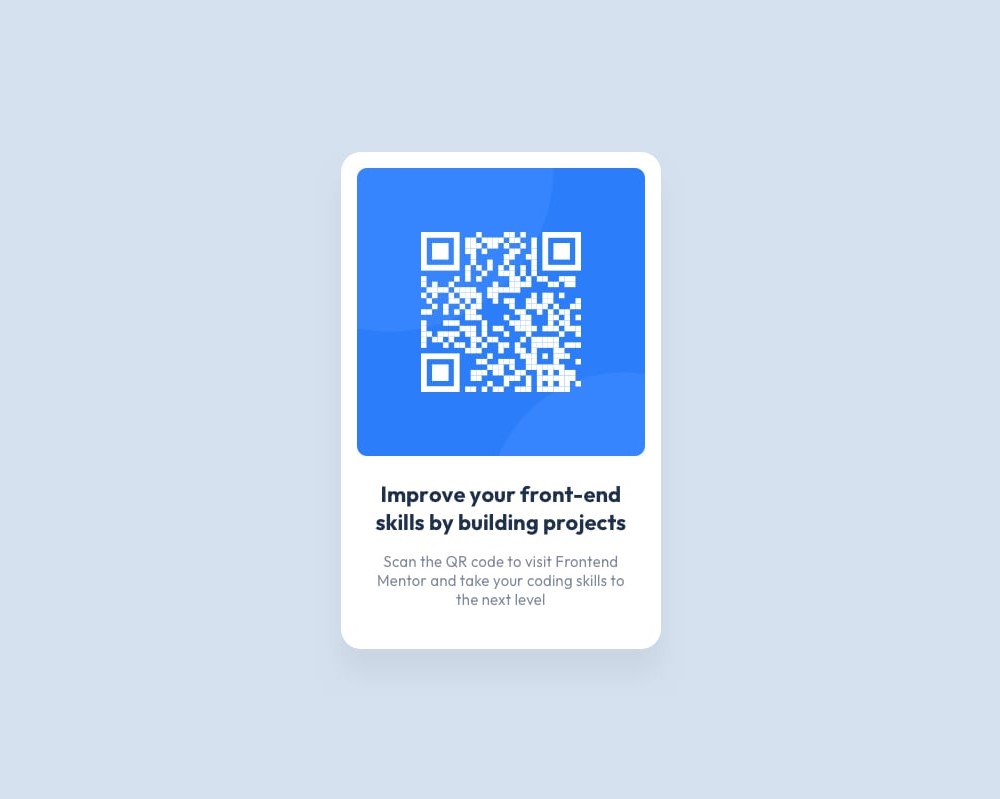 Improve your front-end
skills by building projects
Scan the QR code to visit Frontend
Mentor and take your coding skills to
the next level